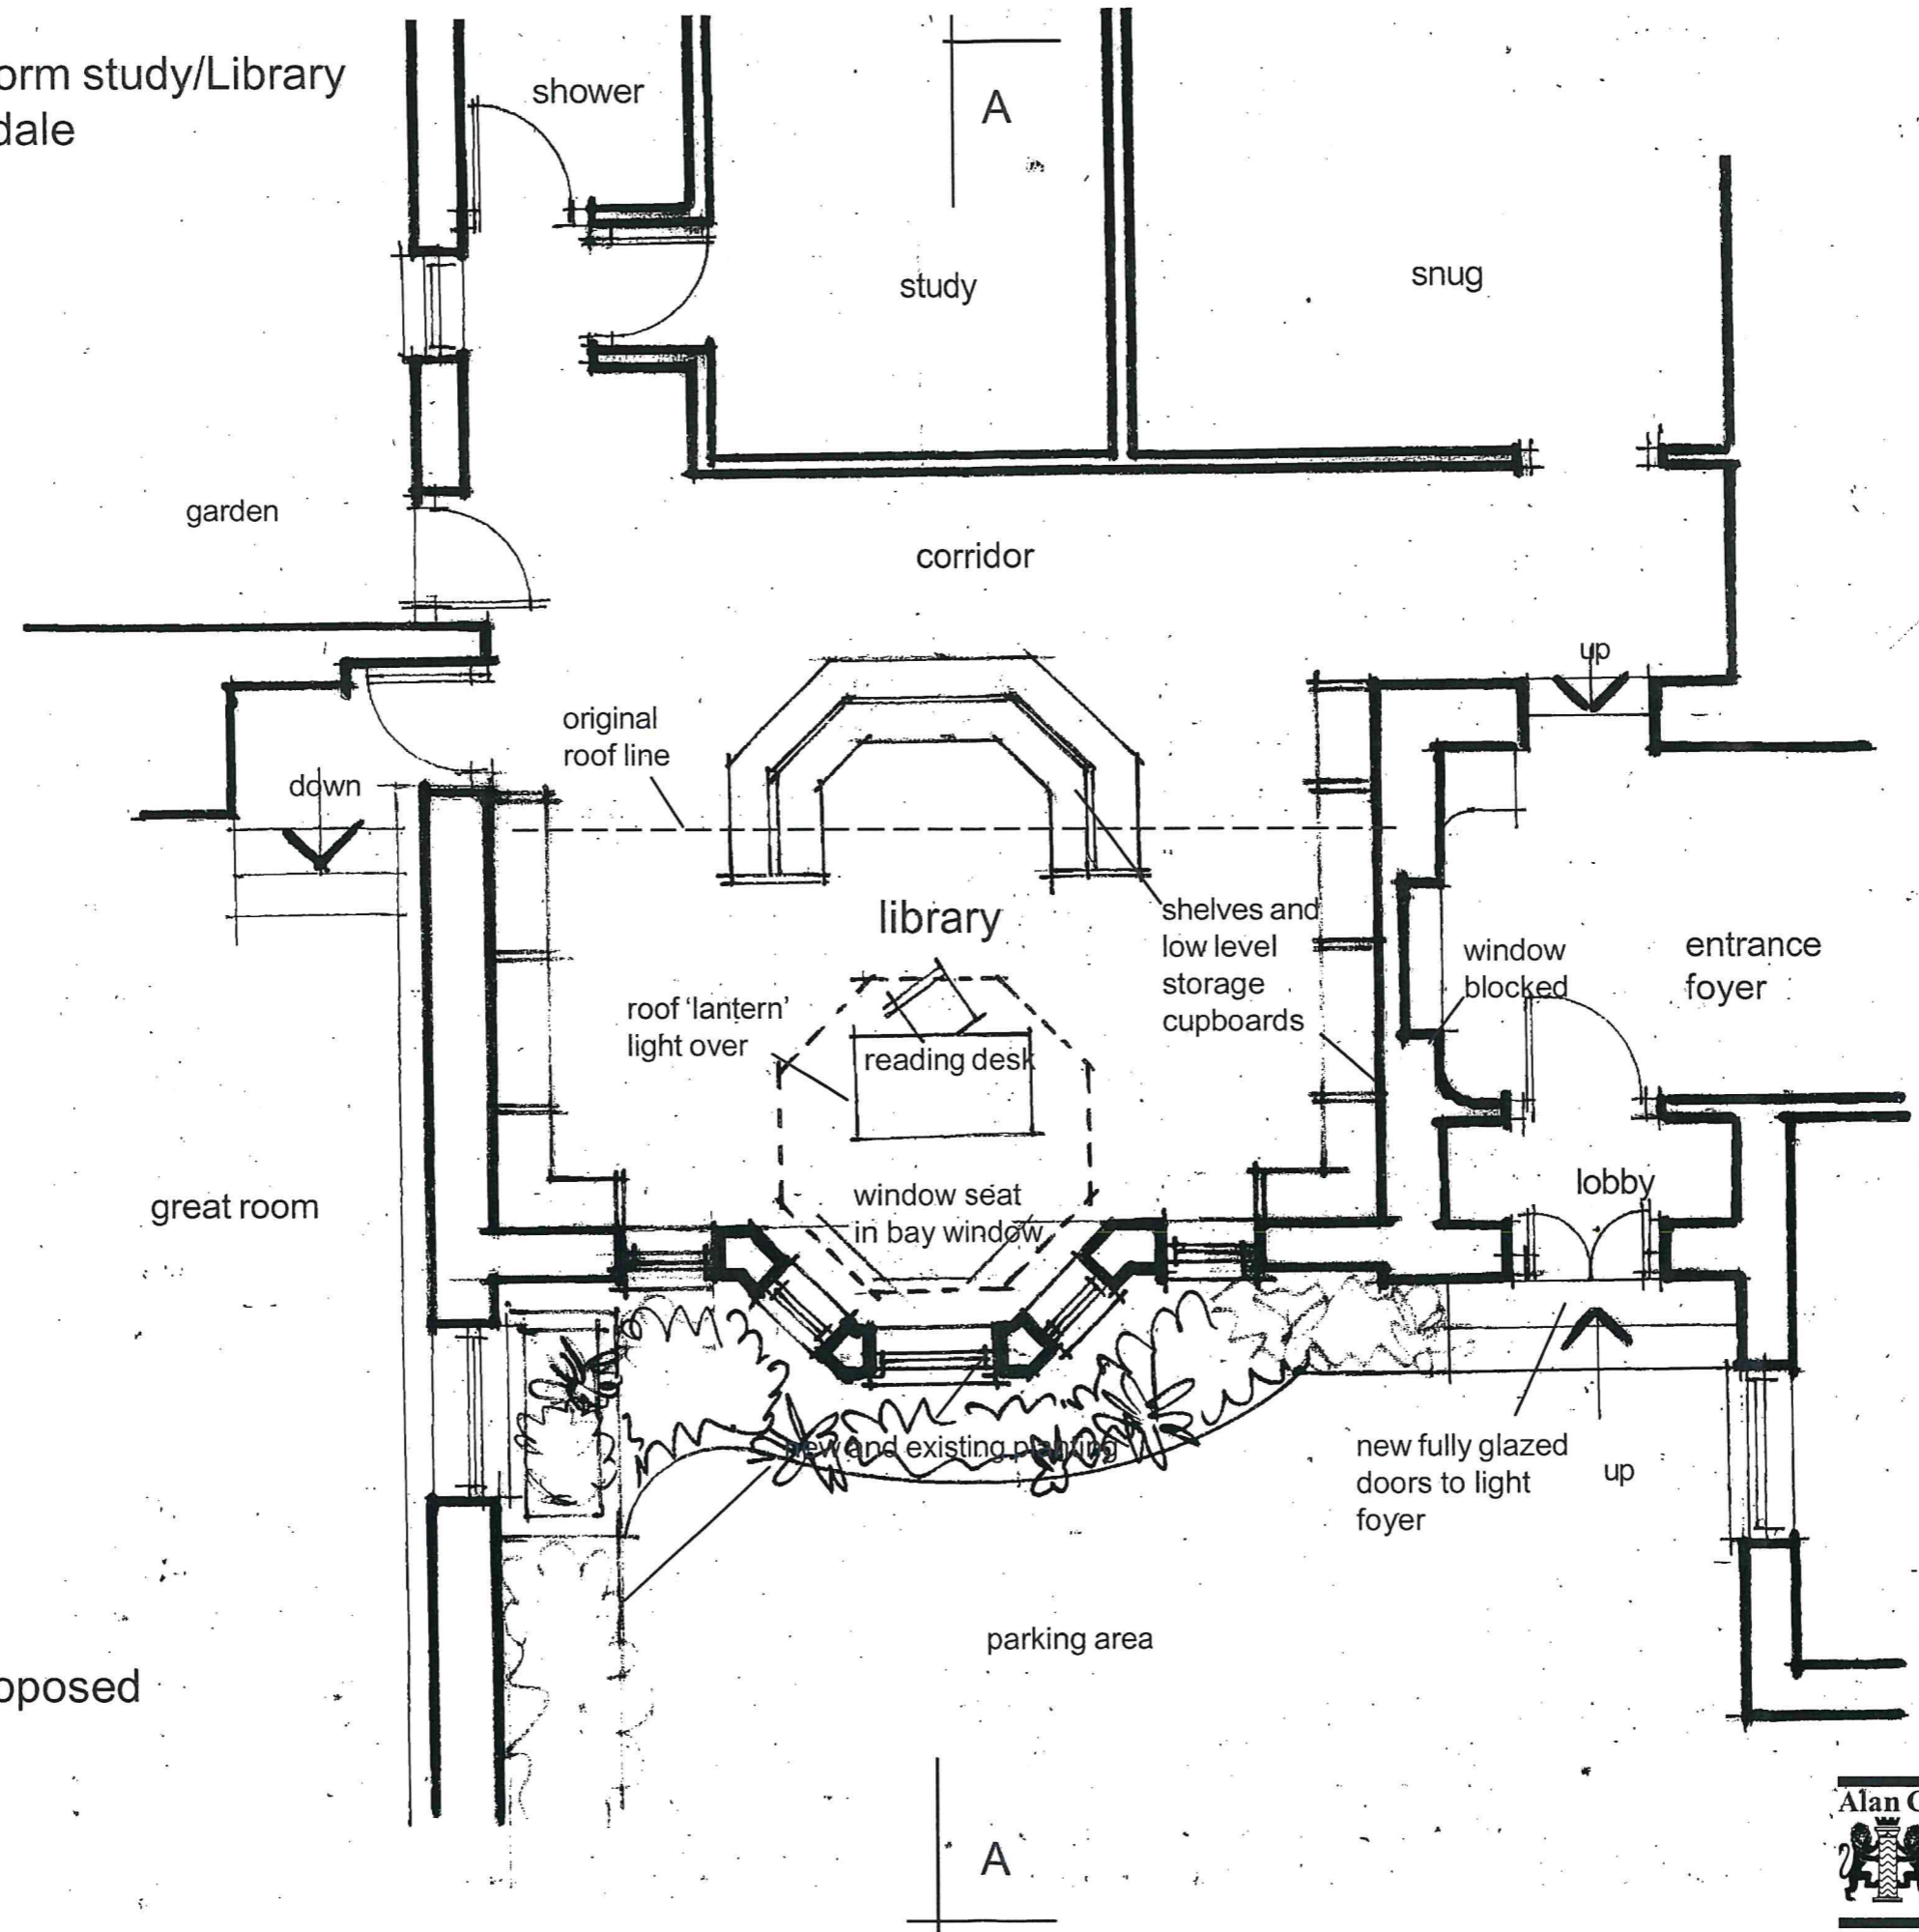 orm study/Library
dale
shower
A
study
snug
garden
corridor
up
original
roof line
down
library
shelves and
low level
storage
cupboards
window
blocked
entrance
foyer
roof ‘lantern’
light over
reading desk
great room
window seat
in bay window
lobby
new and existing planting
new fully glazed
doors to light
foyer
up
parking area
oposed
A
Alan